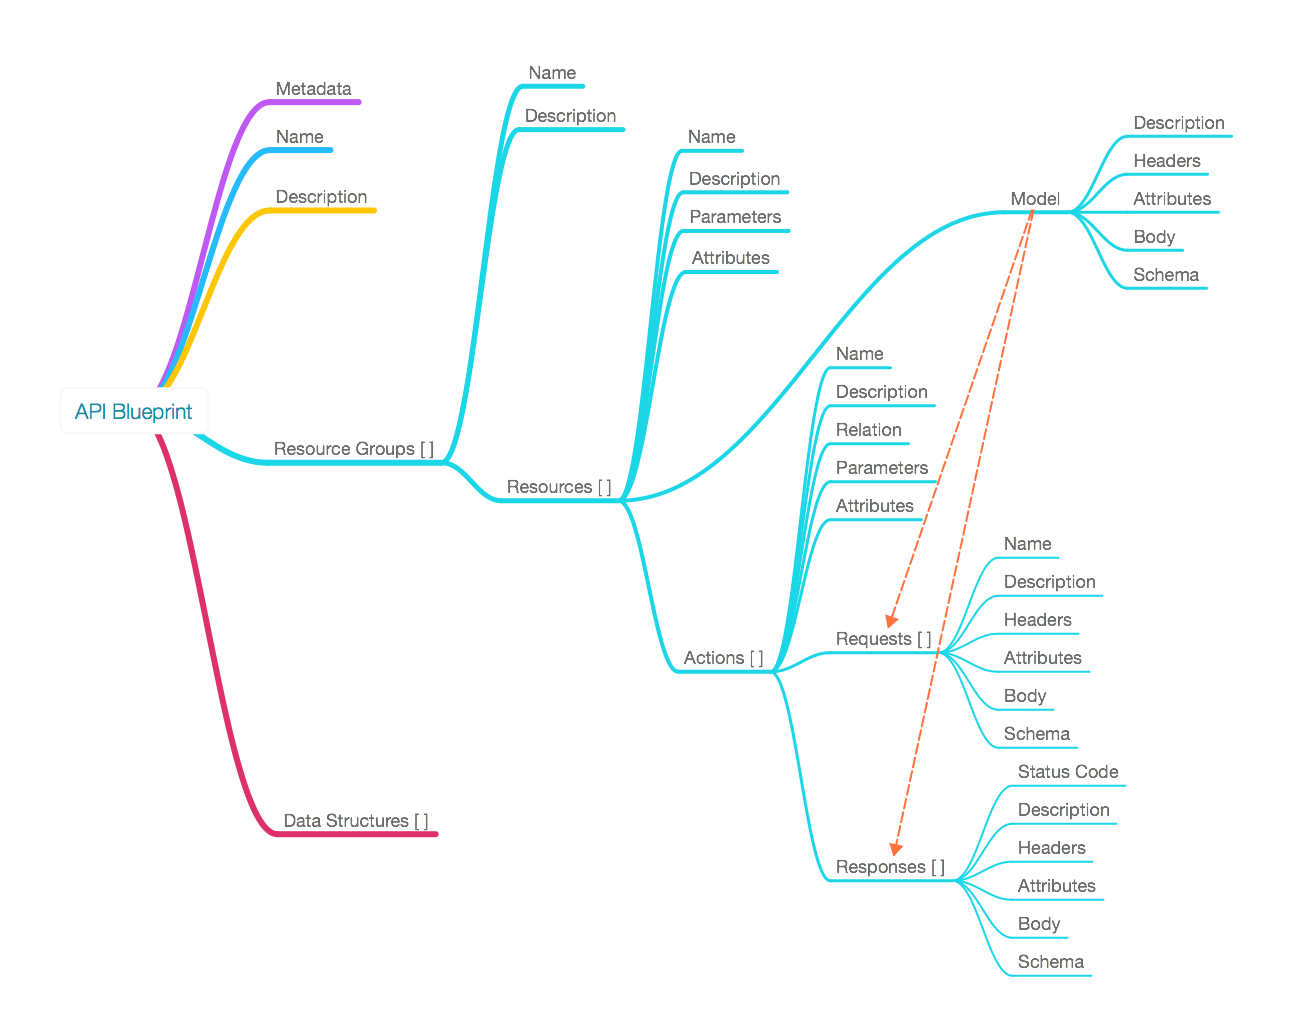 API Blueprint
Metadata
Name
Description
Resource Groups [ ]
Name
Description
Resources [ ]
Name
Description
Parameters
Attributes
Model
Description
Headers
Attributes
Body
Schema
Actions [ ]
Name
Description
Relation
Parameters
Attributes
Requests [ ]
Name
Description
Headers
Attributes
Body
Schema
Responses [ ]
Status Code
Description
Headers
Attributes
Body
Schema
Data Structures [ ]